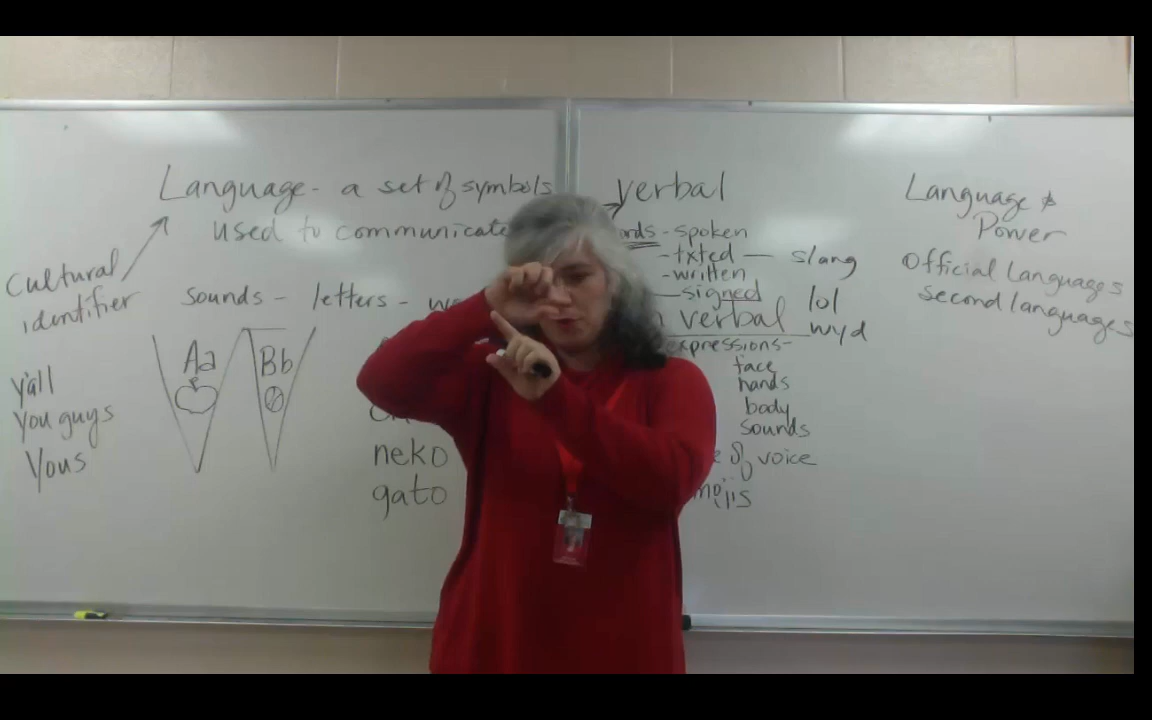 Language - a set of symbols
used to communicate
Cultural
identifier
sounds - letters -
Aa
Bb
y'all
you guys
Yous
neko
gato
verbal
- spoken
- txted — slang
- written
- signed
lol
verbal
wyd
expressions -
face
hands
body
sounds
of voice
Language &
Power
Official Languages
Second languages